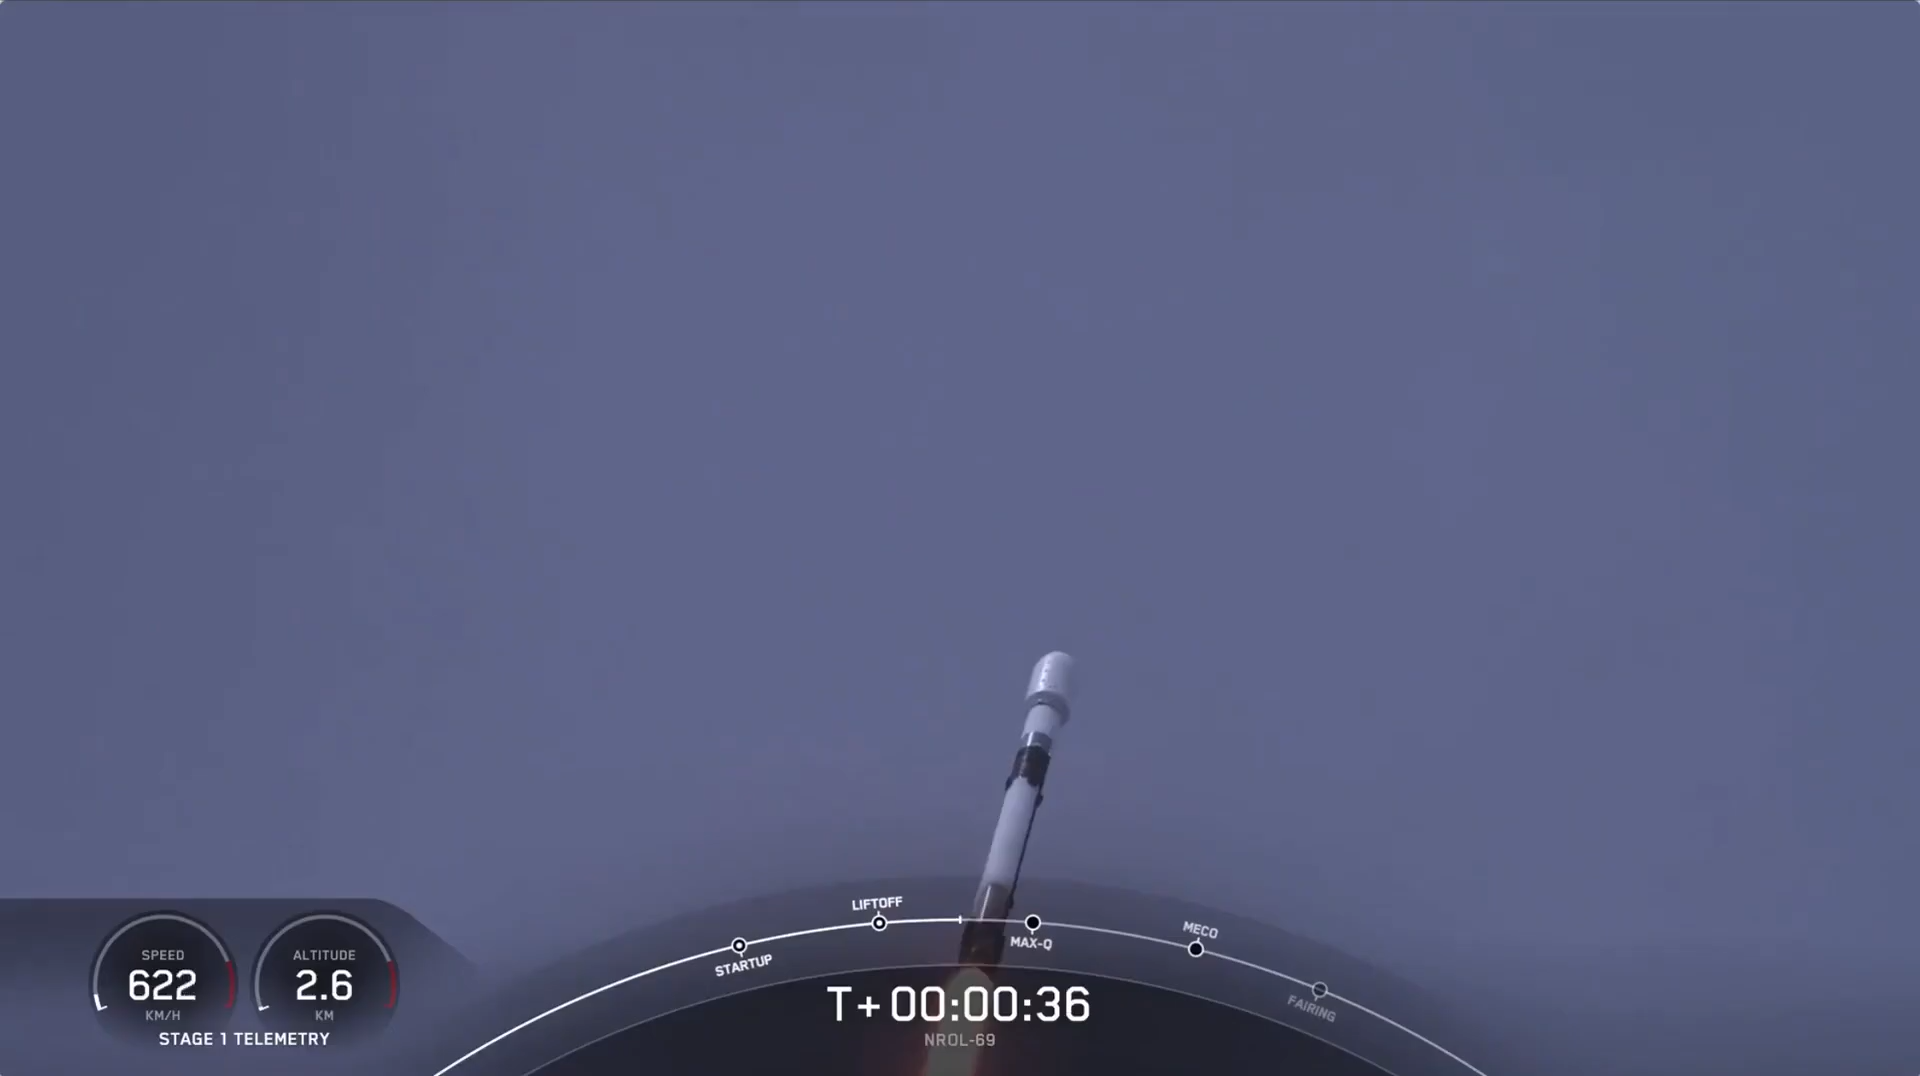 LIFTOFF
MAX-Q
MECO
STARTUP
FAIRING
SPEED
622
KM/H
ALTITUDE
2.6
KM
STAGE 1 TELEMETRY
T+00:00:36
NROL-69